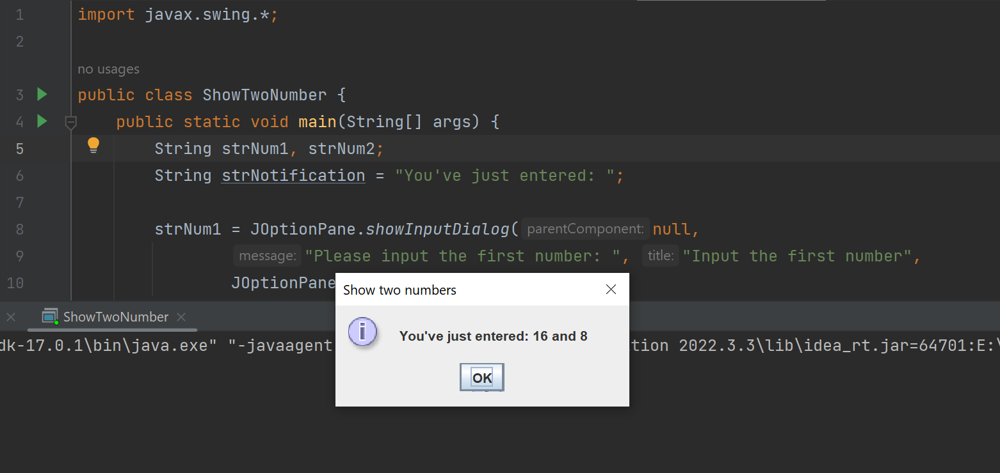 1 import javax.swing.*;
2
no usages
3 public class ShowTwoNumber {
4 public static void main(String[] args) {
5 String strNum1, strNum2;
6 String strNotification = "You've just entered: ";
7
8 strNum1 = JOptionPane.showInputDialog( parentComponent: null,
9 message: "Please input the first number: ", title: "Input the first number",
10 JOptionPane
Show two numbers
You've just entered: 16 and 8
OK
ShowTwoNumber
dk-17.0.1\bin\java.exe" "-javaagent tion 2022.3.3\lib\idea_rt.jar=64701:E:\